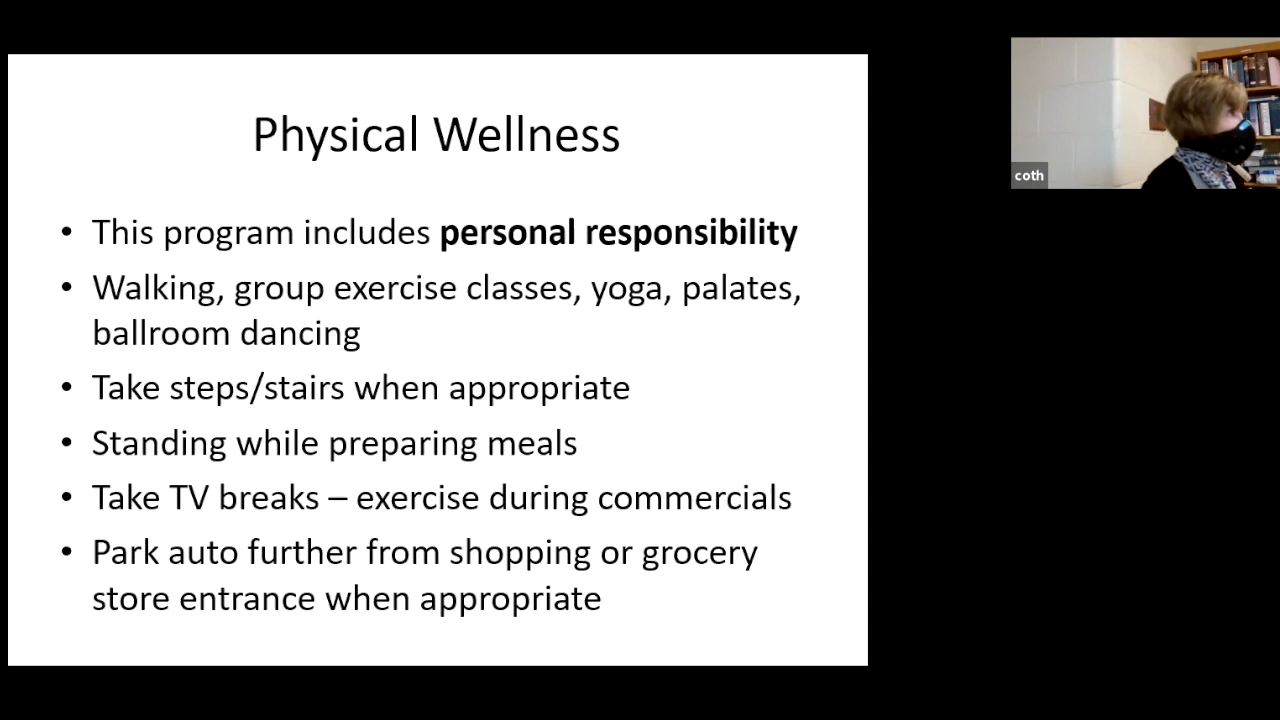 Physical Wellness
• This program includes personal responsibility
• Walking, group exercise classes, yoga, palates,
ballroom dancing
• Take steps/stairs when appropriate
• Standing while preparing meals
• Take TV breaks – exercise during commercials
• Park auto further from shopping or grocery
store entrance when appropriate
coth